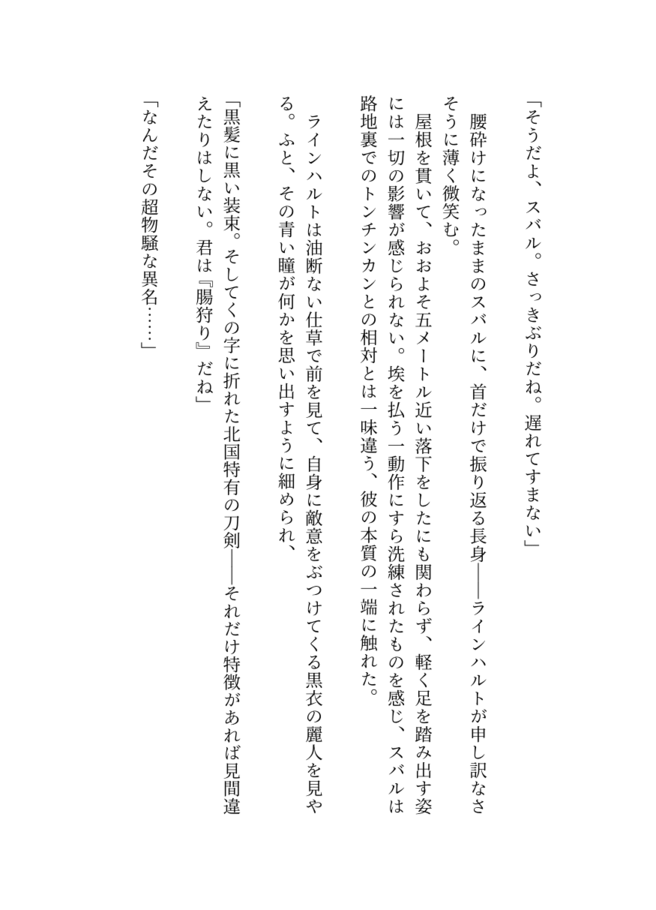 「そうだよ、スバル。さっきぶりだね。遅れてすまない」
　腰砕けになったままのスバルに、首だけで振り返る長身――ラインハルトが申し訳なさ
そうに薄く微笑む。
　屋根を貫いて、おおよそ五メートル近い落下をしたにも関わらず、軽く足を踏み出す姿
には一切の影響が感じられない。埃を払う一動作にすら洗練されたものを感じ、スバルは
路地裏でのトンチンカンとの相対とは一味違う、彼の本質の一端に触れた。
　ラインハルトは油断ない仕草で前を見て、自身に敵意をぶつけてくる黒衣の麗人を見や
る。ふと、その青い瞳が何かを思い出すように細められ、
「黒髪に黒い装束。そしてくの字に折れた北国特有の刀剣――それだけ特徴があれば見間違
えたりはしない。君は『腸狩り』だね」
「なんだその超物騒な異名……」